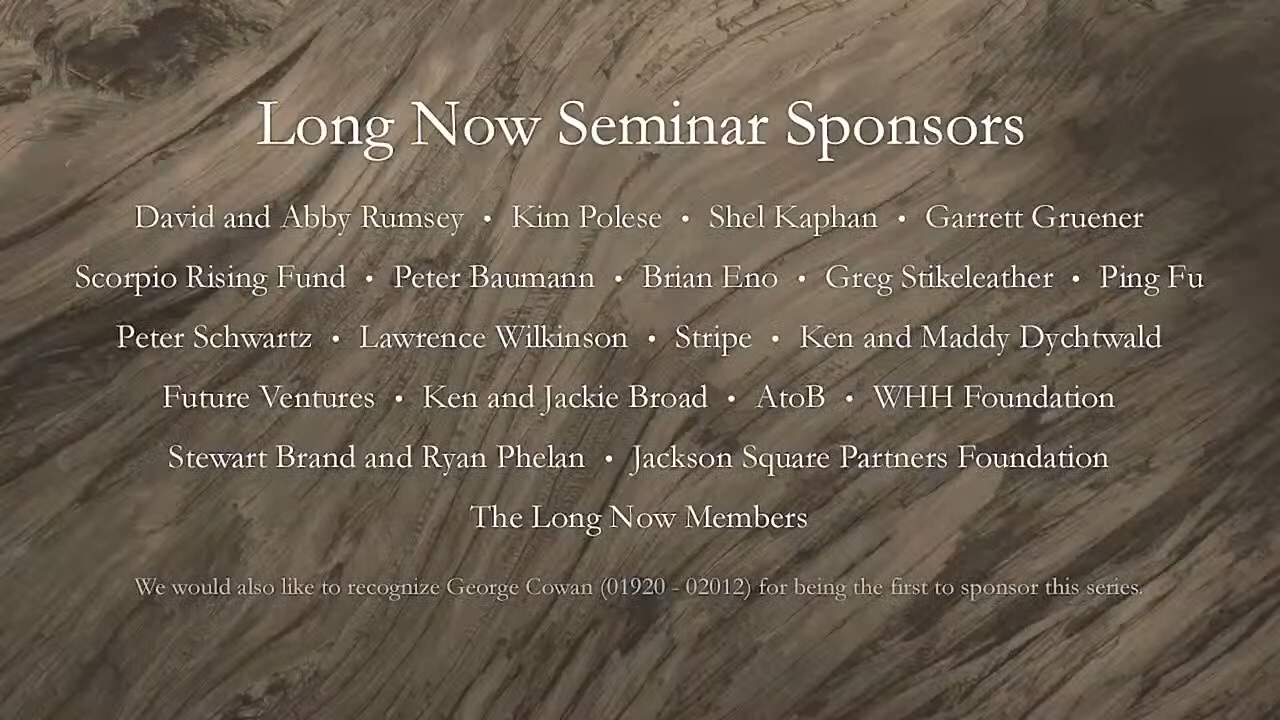 Long Now Seminar Sponsors
David and Abby Rumsey • Kim Polese • Shel Kaphan • Garrett Gruener
Scorpio Rising Fund • Peter Baumann • Brian Eno • Greg Stikeleather • Ping Fu
Peter Schwartz • Lawrence Wilkinson • Stripe • Ken and Maddy Dychtwald
Future Ventures • Ken and Jackie Broad • AtoB • WHH Foundation
Stewart Brand and Ryan Phelan • Jackson Square Partners Foundation
The Long Now Members
We would also like to recognize George Cowan (01920 - 02012) for being the first to sponsor this series.